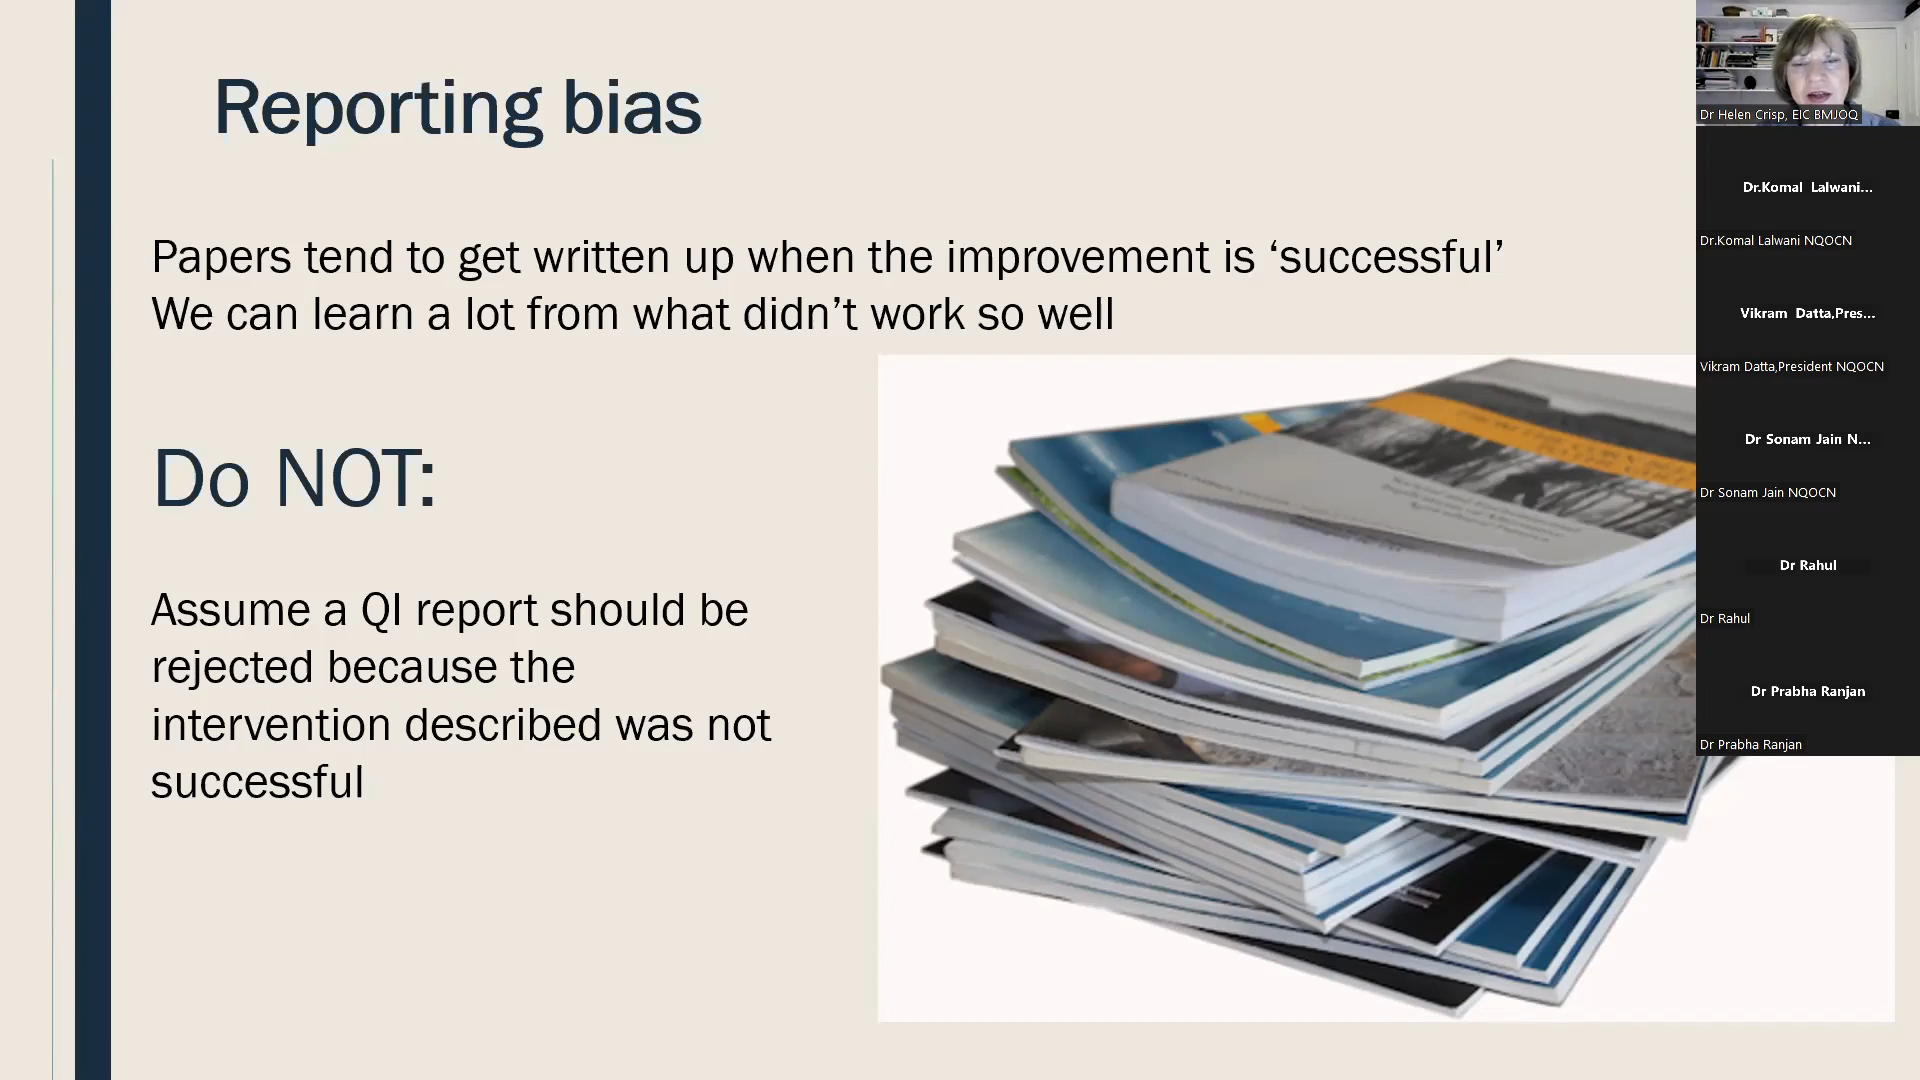 Reporting bias
Papers tend to get written up when the improvement is ‘successful’
We can learn a lot from what didn’t work so well
Do NOT:
Assume a QI report should be
rejected because the
intervention described was not
successful
Dr Helen Crisp, EIC BMJOQ
Dr.Komal Lalwani...
Dr.Komal Lalwani NQOCN
Vikram Datta,Pres...
Vikram Datta,President NQOCN
Dr Sonam Jain N...
Dr Sonam Jain NQOCN
Dr Rahul
Dr Rahul
Dr Prabha Ranjan
Dr Prabha Ranjan